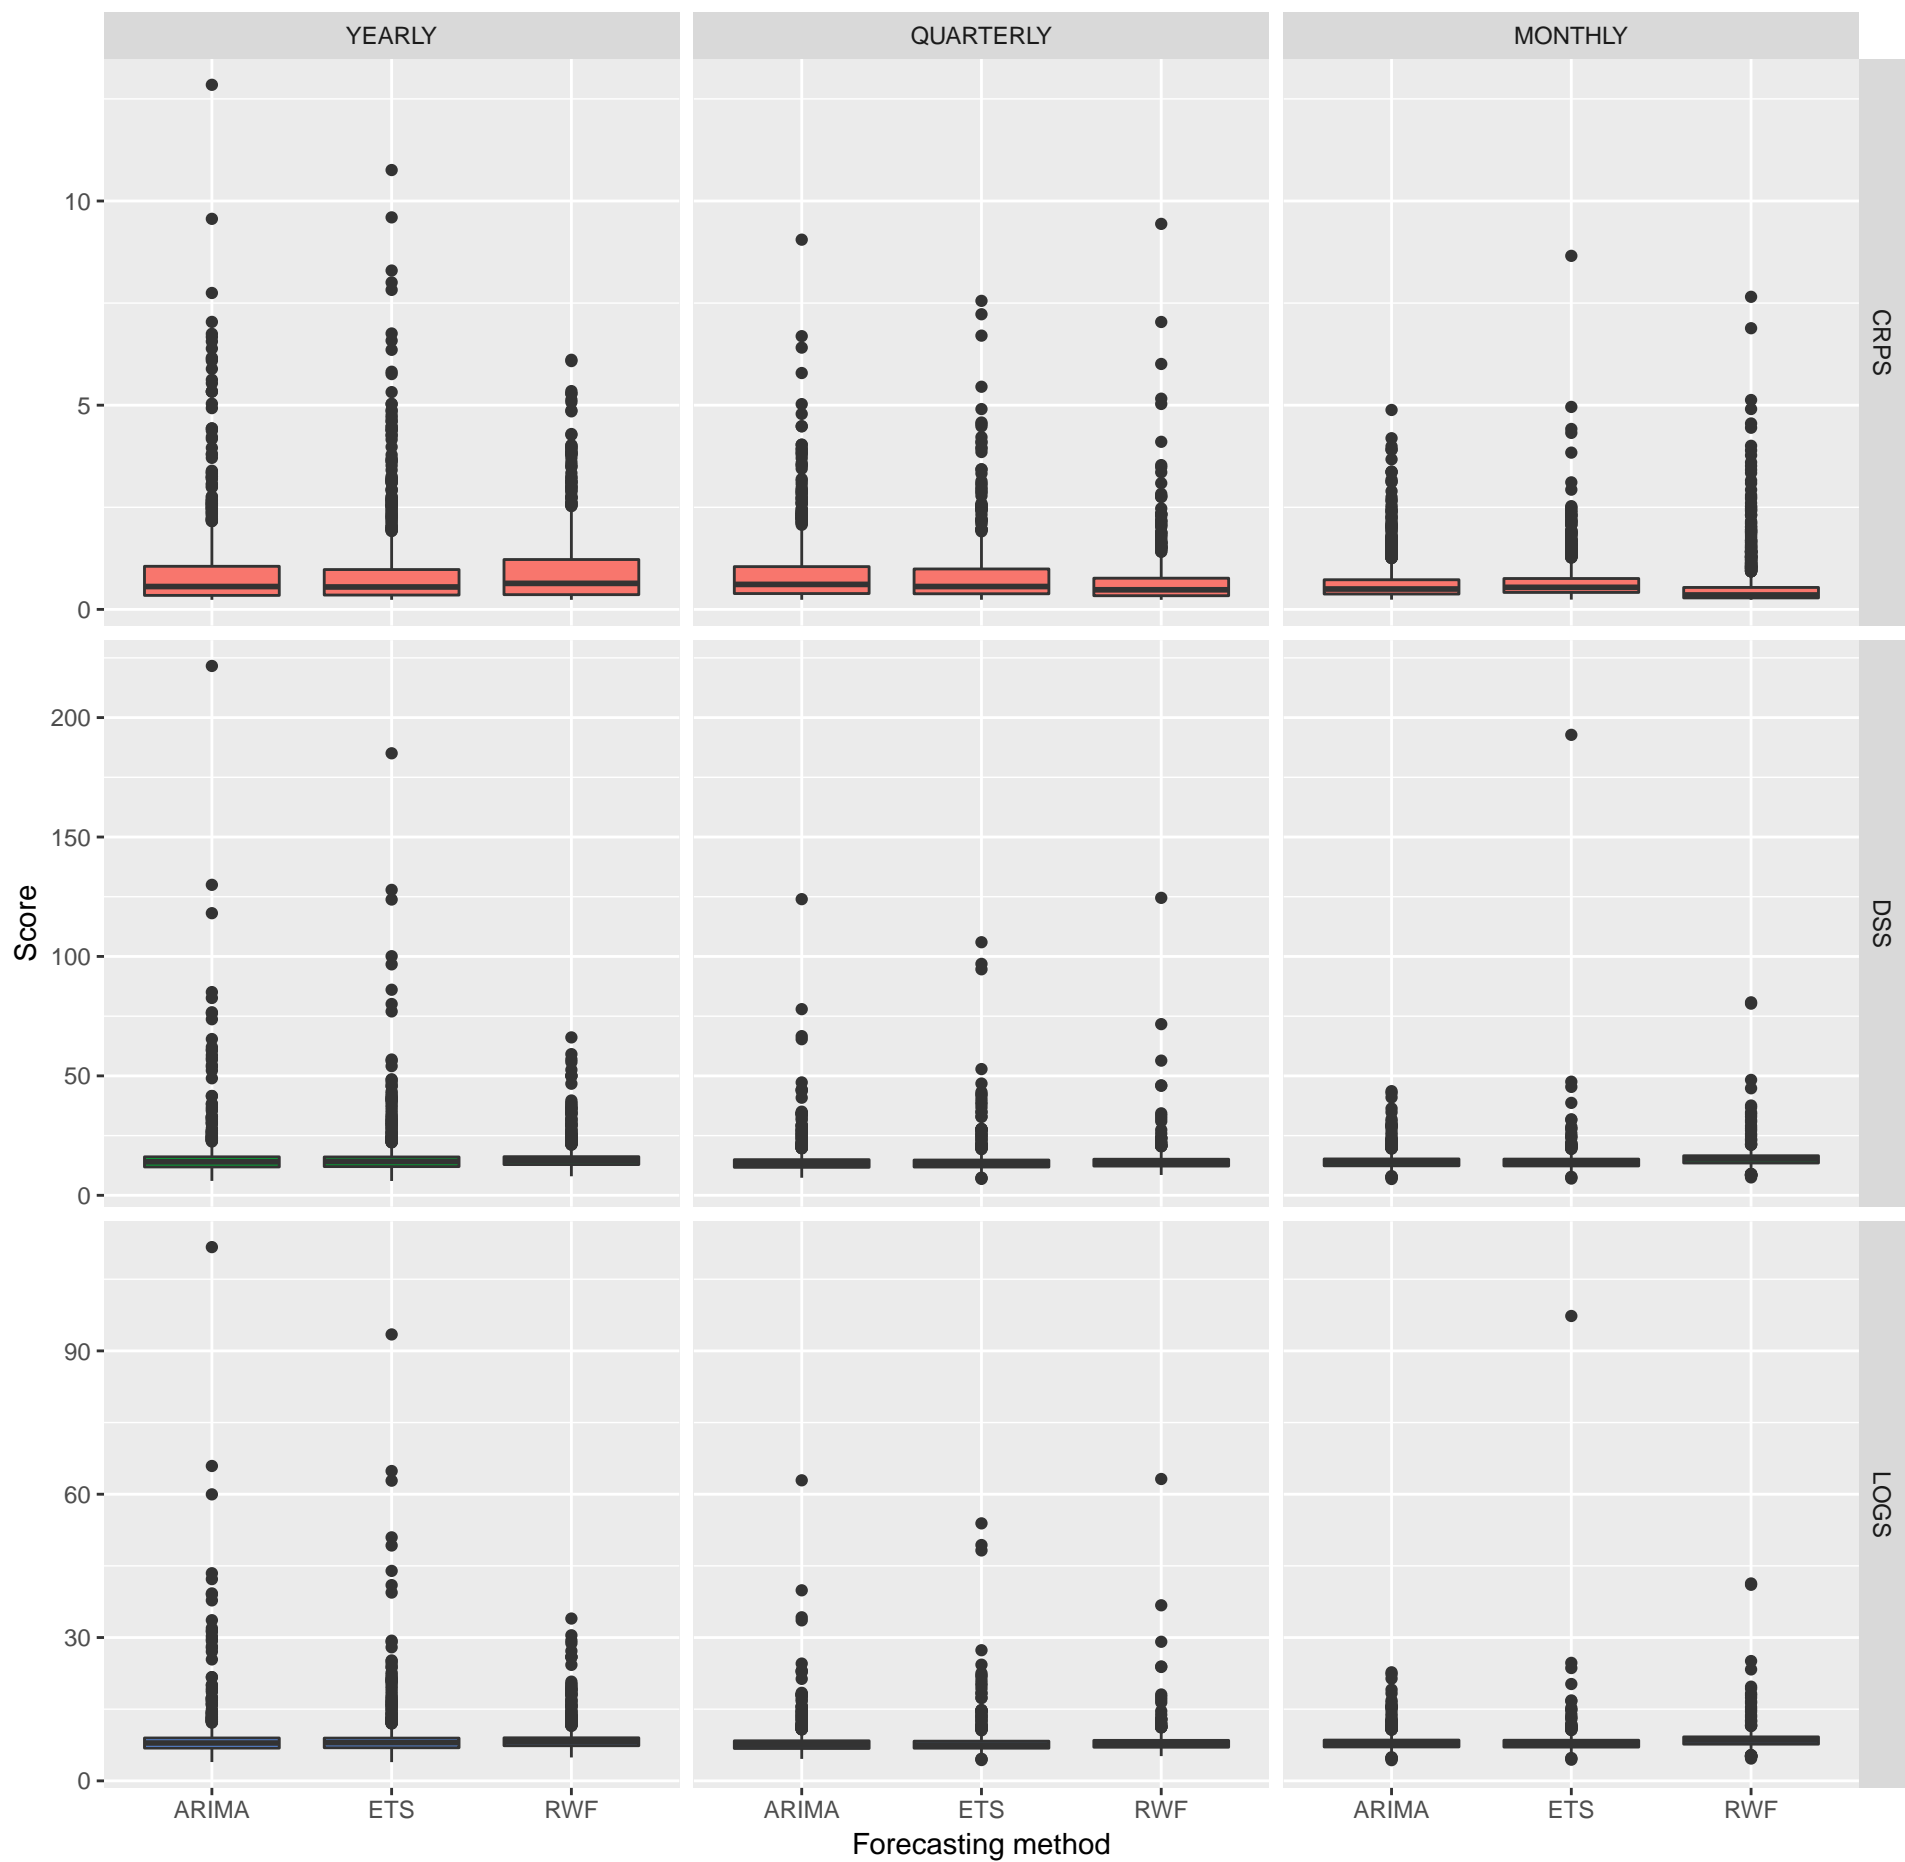 YEARLY QUARTERLY MONTHLY
10
5
0
CRPS
200
150
100
50
0
DSS
90
60
30
0
LOGS
Score
ARIMA ETS RWF ARIMA ETS RWF ARIMA ETS RWF
Forecasting method